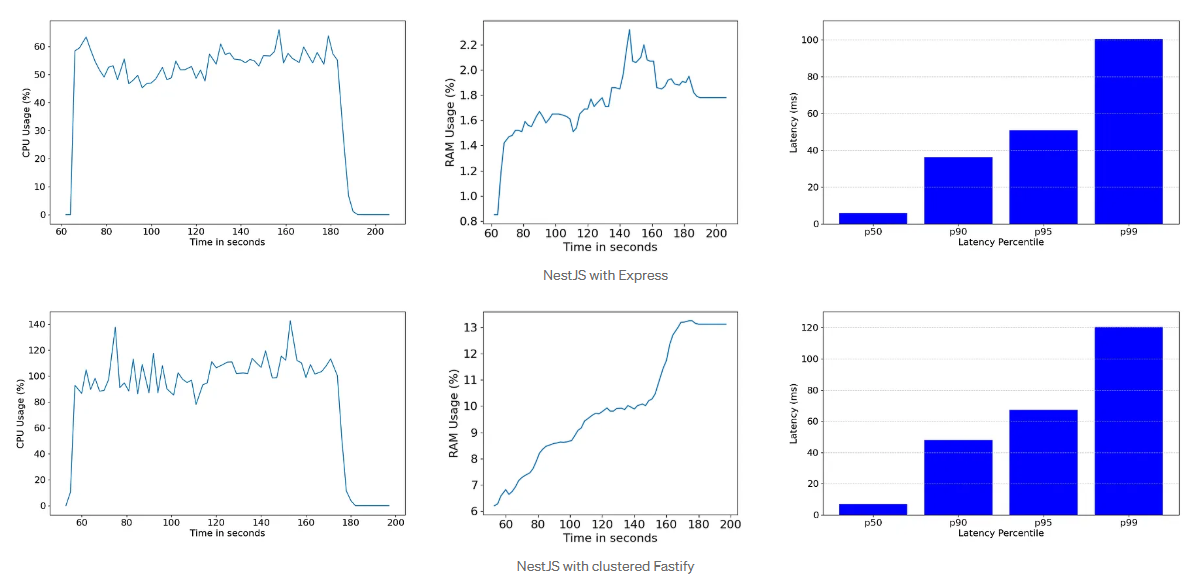 CPU Usage (%)
60
50
40
30
20
10
0
60 80 100 120 140 160 180 200
Time in seconds
RAM Usage (%)
2.2
2.0
1.8
1.6
1.4
1.2
1.0
0.8
60 80 100 120 140 160 180 200
Time in seconds
Latency (ms)
100
80
60
40
20
0
p50 p90 p95 p99
Latency Percentile
NestJS with Express
CPU Usage (%)
140
120
100
80
60
40
20
0
60 80 100 120 140 160 180 200
Time in seconds
RAM Usage (%)
13
12
11
10
9
8
7
6
60 80 100 120 140 160 180 200
Time in seconds
Latency (ms)
120
100
80
60
40
20
0
p50 p90 p95 p99
Latency Percentile
NestJS with clustered Fastify